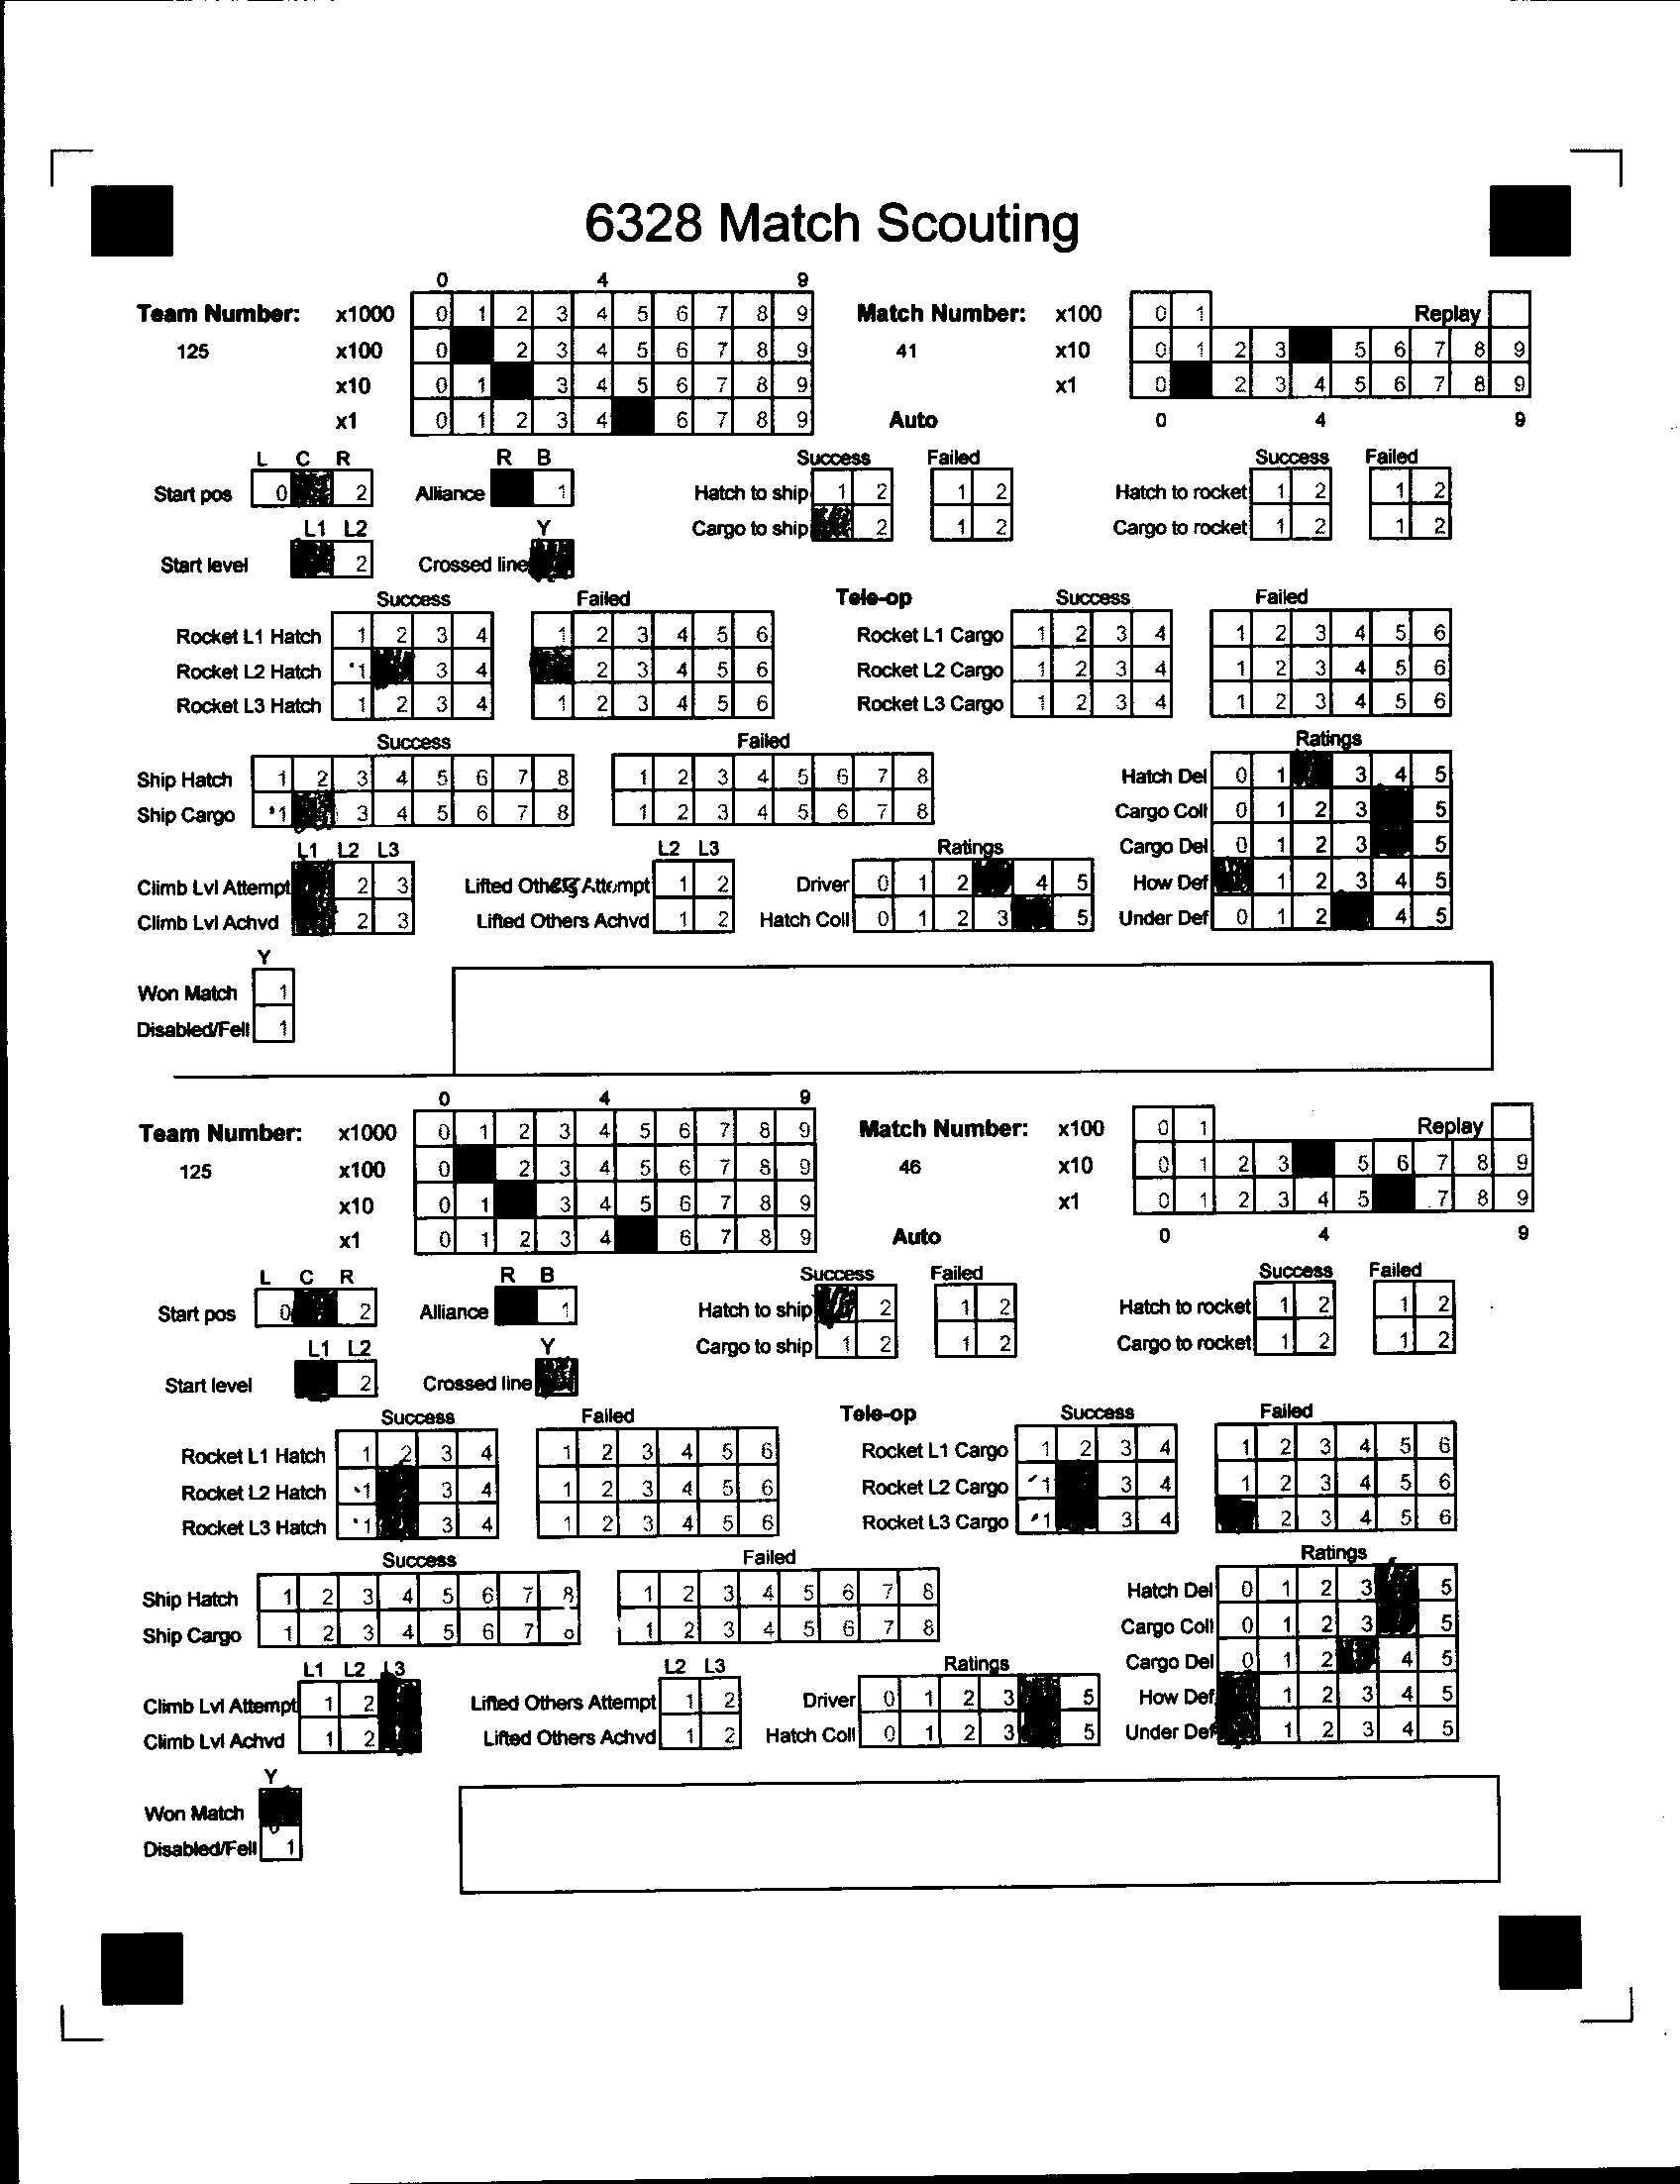 6328 Match Scouting
0 4 9
Team Number: x1000 0 1 2 3 4 5 6 7 8 9 Match Number: x100 0 1 Replay
125 x100 0 2 3 4 5 6 7 8 9 41 x10 0 1 2 3 5 6 7 8 9
x10 0 1 3 4 5 6 7 8 9 x1 0 2 3 4 5 6 7 8 9
x1 0 1 2 3 4 6 7 8 9 Auto 0 4 9
L C R R B Success Failed Success Failed
Start pos 0 2 Alliance 1 Hatch to ship 1 2 1 2 Hatch to rocket 1 2 1 2
L1 L2 Y Cargo to ship 2 1 2 Cargo to rocket 1 2 1 2
Start level 2 Crossed line
Success Failed Tele-op Success Failed
Rocket L1 Hatch 1 2 3 4 1 2 3 4 5 6 Rocket L1 Cargo 1 2 3 4 1 2 3 4 5 6
Rocket L2 Hatch 1 3 4 2 3 4 5 6 Rocket L2 Cargo 1 2 3 4 1 2 3 4 5 6
Rocket L3 Hatch 1 2 3 4 1 2 3 4 5 6 Rocket L3 Cargo 1 2 3 4 1 2 3 4 5 6
Success Failed Ratings
Ship Hatch 1 2 3 4 5 6 7 8 1 2 3 4 5 6 7 8 Hatch Del 0 1 3 4 5
Ship Cargo 1 3 4 5 6 7 8 1 2 3 4 5 6 7 8 Cargo Coll 0 1 2 3 5
L1 L2 L3 L2 L3 Ratings Cargo Del 0 1 2 3 5
Climb Lvl Attempt 2 3 Lifted Others Attempt 1 2 Driver 0 1 2 4 5 How Def 1 2 3 4 5
Climb Lvl Achvd 2 3 Lifted Others Achvd 1 2 Hatch Coll 0 1 2 3 5 Under Def 0 1 2 4 5
Y
Won Match 1
Disabled/Fell 1
0 4 9
Team Number: x1000 0 1 2 3 4 5 6 7 8 9 Match Number: x100 0 1 Replay
125 x100 0 2 3 4 5 6 7 8 9 46 x10 0 1 2 3 5 6 7 8 9
x10 0 1 3 4 5 6 7 8 9 x1 0 1 2 3 4 5 7 8 9
x1 0 1 2 3 4 6 7 8 9 Auto 0 4 9
L C R R B Success Failed Success Failed
Start pos 0 2 Alliance 1 Hatch to ship 2 1 2 Hatch to rocket 1 2 1 2
L1 L2 Y Cargo to ship 1 2 1 2 Cargo to rocket 1 2 1 2
Start level 2 Crossed line
Success Failed Tele-op Success Failed
Rocket L1 Hatch 1 2 3 4 1 2 3 4 5 6 Rocket L1 Cargo 1 2 3 4 1 2 3 4 5 6
Rocket L2 Hatch 1 3 4 1 2 3 4 5 6 Rocket L2 Cargo 1 3 4 1 2 3 4 5 6
Rocket L3 Hatch 1 3 4 1 2 3 4 5 6 Rocket L3 Cargo 1 3 4 2 3 4 5 6
Success Failed Ratings
Ship Hatch 1 2 3 4 5 6 7 8 1 2 3 4 5 6 7 8 Hatch Del 0 1 2 3 5
Ship Cargo 1 2 3 4 5 6 7 1 2 3 4 5 6 7 8 Cargo Coll 0 1 2 3 5
L1 L2 L3 L2 L3 Ratings Cargo Del 0 1 2 4 5
Climb Lvl Attempt 1 2 Lifted Others Attempt 1 2 Driver 0 1 2 3 5 How Def 1 2 3 4 5
Climb Lvl Achvd 1 2 Lifted Others Achvd 1 2 Hatch Coll 0 1 2 3 5 Under Def 1 2 3 4 5
Y
Won Match
Disabled/Fell 1